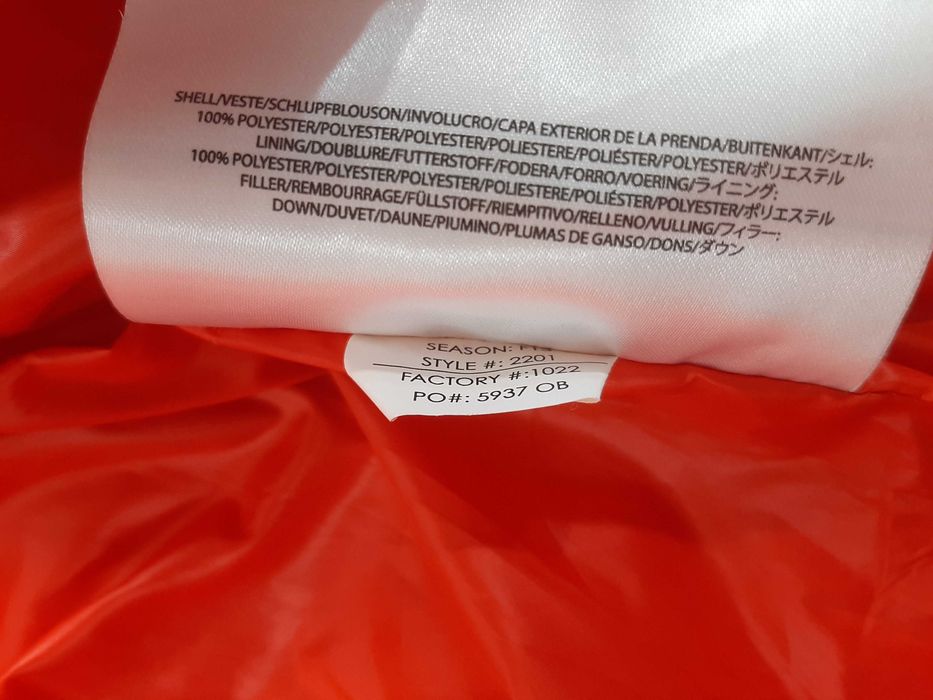 SHELL/VESTE/SCHLUPFBLOUSON/INVOLUCRO/CAPA EXTERIOR DE LA PRENDA/BUITENKANT/シェル:
100% POLYESTER/POLYESTER/POLYESTER/POLIESTERE/POLIÉSTER/POLYESTER/ポリエステル
LINING/DOUBLURE/FUTTERSTOFF/FODERA/FORRO/VOERING/ライニング:
100% POLYESTER/POLYESTER/POLYESTER/POLIESTERE/POLIÉSTER/POLYESTER/ポリエステル
FILLER/REMBOURRAGE/FÜLLSTOFF/RIEMPITIVO/RELLENO/VULLING/フィラー:
DOWN/DUVET/DAUNE/PIUMINO/PLUMAS DE GANSO/DONS/ダウン
SEASON:
STYLE #: 2201
FACTORY #:1022
PO#: 5937 OB